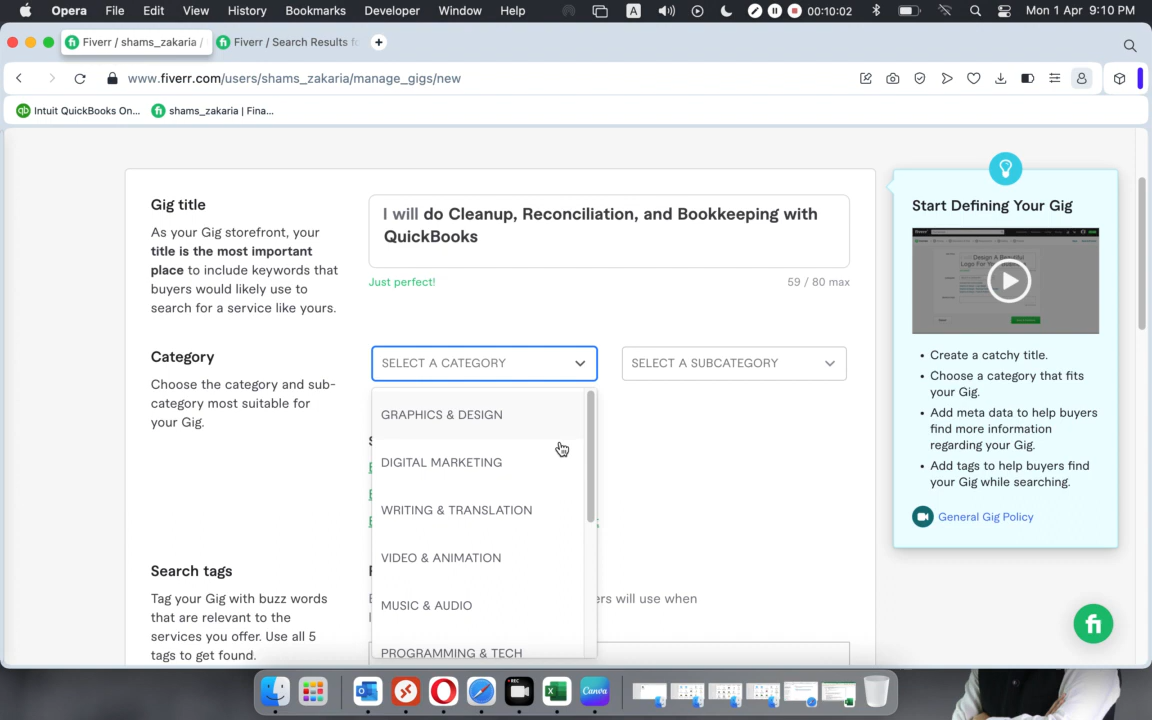 Opera File Edit View History Bookmarks Developer Window Help A 00:10:02 Mon 1 Apr 9:10 PM
Fiverr / shams_zakaria / Fiverr / Search Results fo +
www.fiverr.com/users/shams_zakaria/manage_gigs/new
Intuit QuickBooks On... shams_zakaria | Fina...
Gig title
As your Gig storefront, your
title is the most important
place to include keywords that
buyers would likely use to
search for a service like yours.
I will do Cleanup, Reconciliation, and Bookkeeping with
QuickBooks
Just perfect! 59 / 80 max
Category
Choose the category and sub-
category most suitable for
your Gig.
SELECT A CATEGORY SELECT A SUBCATEGORY
GRAPHICS & DESIGN
DIGITAL MARKETING
WRITING & TRANSLATION
VIDEO & ANIMATION
MUSIC & AUDIO
PROGRAMMING & TECH
Search tags
Tag your Gig with buzz words
that are relevant to the
services you offer. Use all 5
tags to get found.
ers will use when
Start Defining Your Gig
Create a catchy title.
Choose a category that fits
your Gig.
Add meta data to help buyers
find more information
regarding your Gig.
Add tags to help buyers find
your Gig while searching.
General Gig Policy
fi
REC
Canva